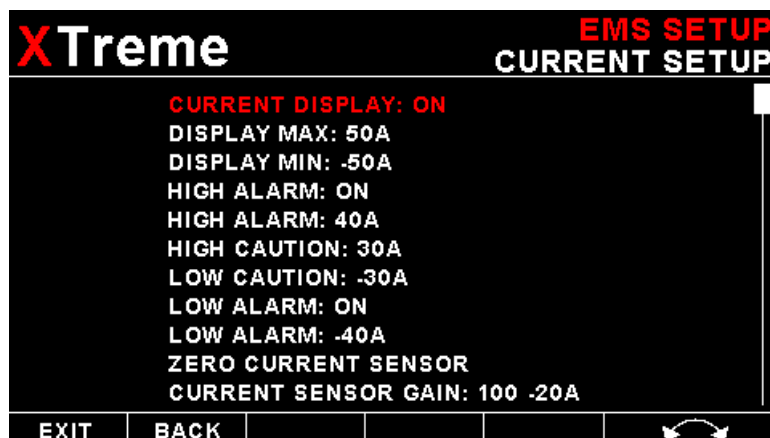 XTreme
EMS SETUP
CURRENT SETUP
CURRENT DISPLAY: ON
DISPLAY MAX: 50A
DISPLAY MIN: -50A
HIGH ALARM: ON
HIGH ALARM: 40A
HIGH CAUTION: 30A
LOW CAUTION: -30A
LOW ALARM: ON
LOW ALARM: -40A
ZERO CURRENT SENSOR
CURRENT SENSOR GAIN: 100 -20A
EXIT BACK